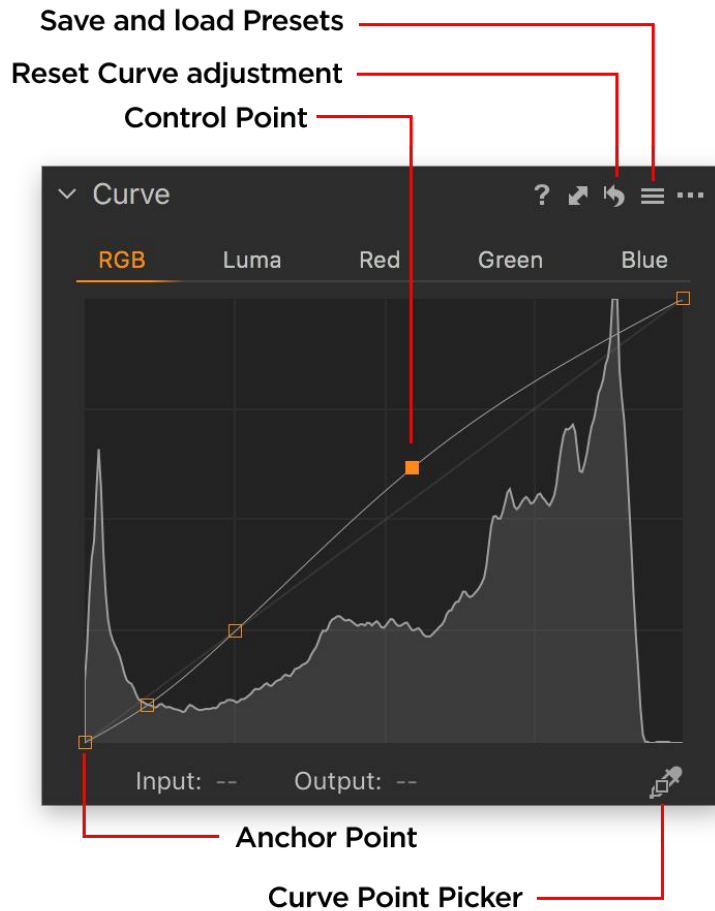 Save and load Presets
Reset Curve adjustment
Control Point
Curve ?
RGB Luma Red Green Blue
Input: -- Output: --
Anchor Point
Curve Point Picker